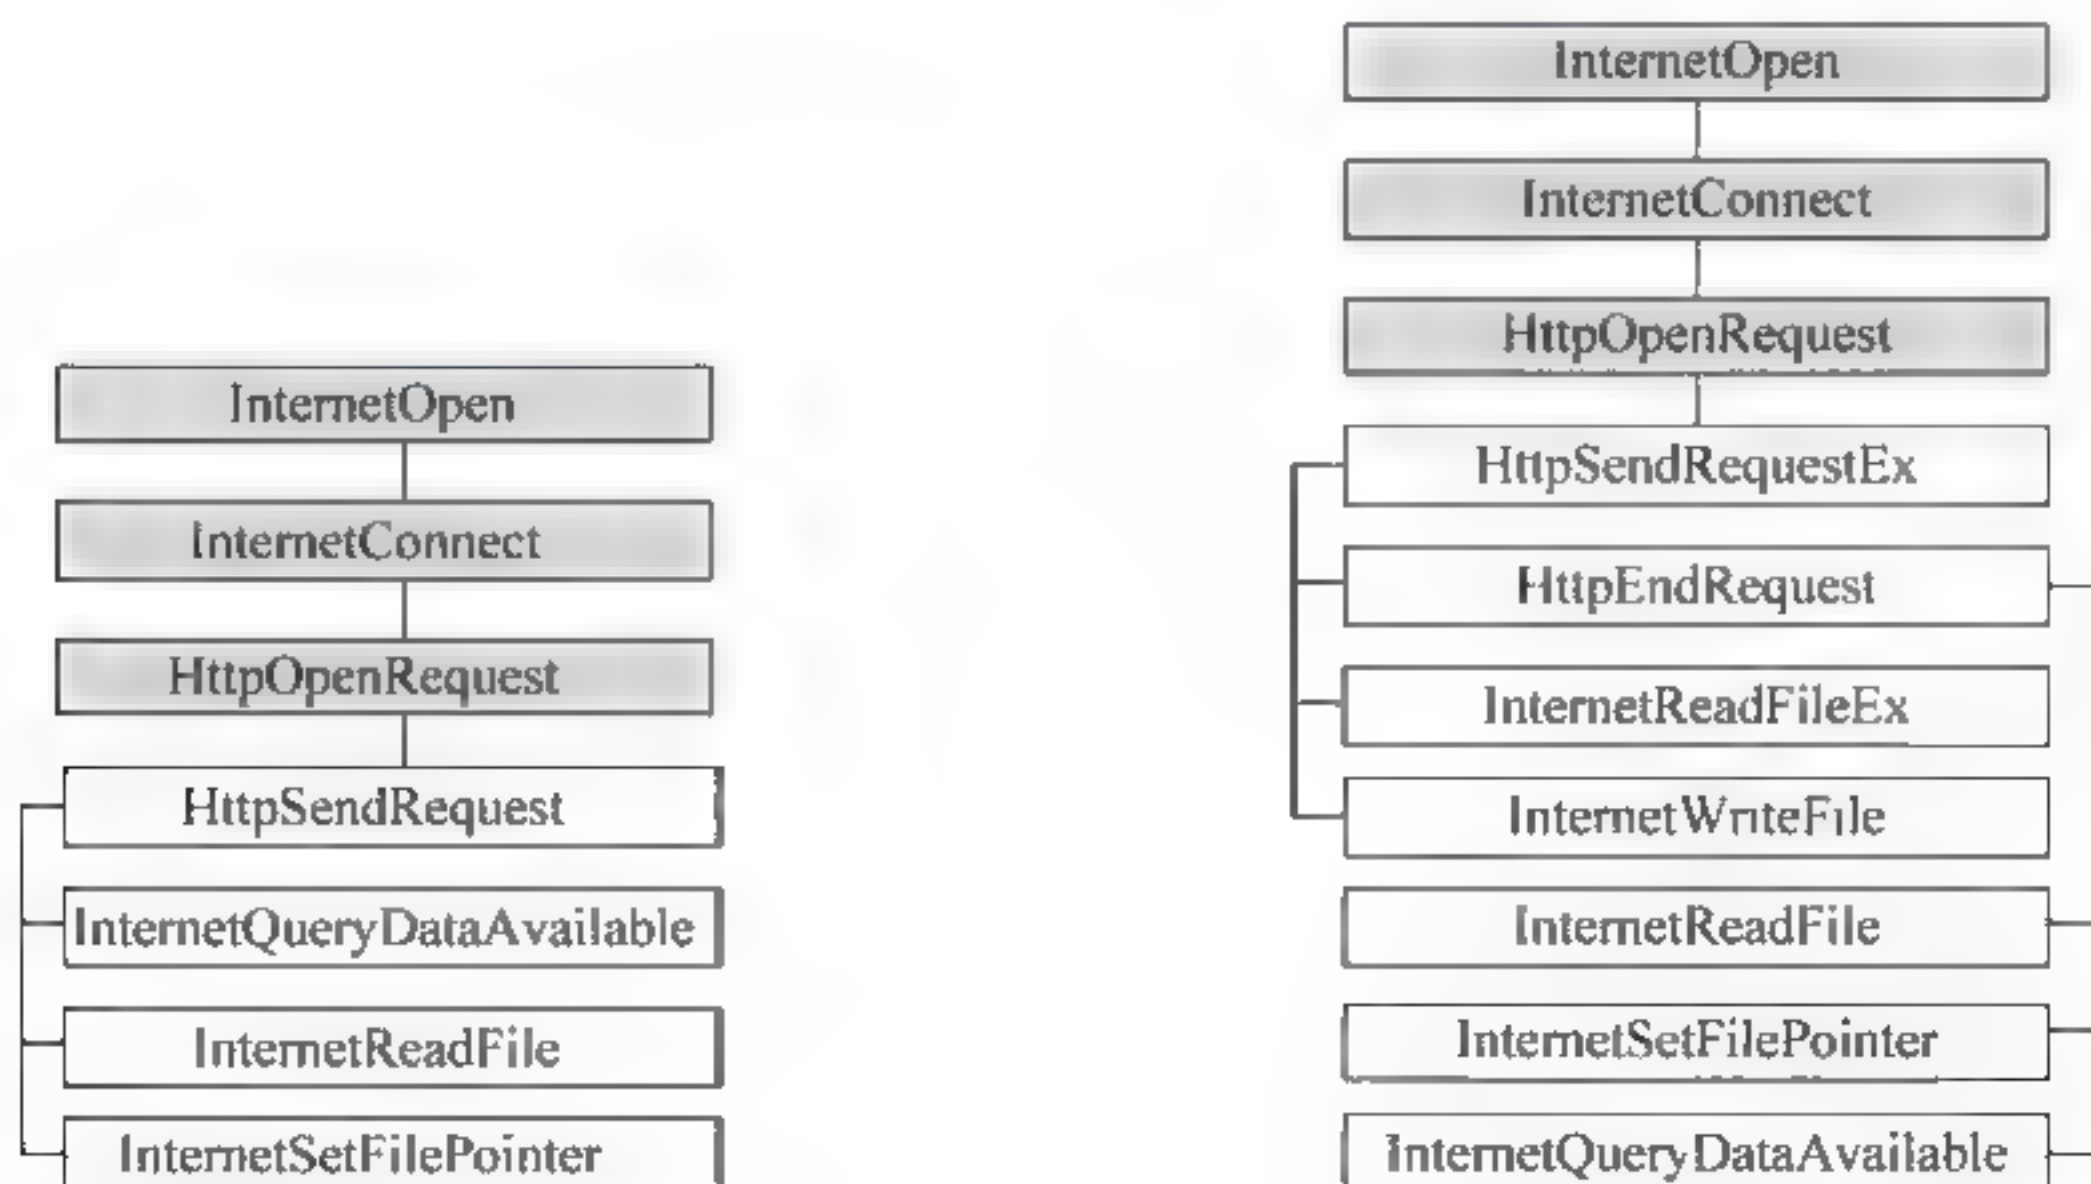 InternetOpen
InternetConnect
HttpOpenRequest
HttpSendRequest
InternetQueryDataAvailable
InternetReadFile
InternetSetFilePointer
InternetOpen
InternetConnect
HttpOpenRequest
HttpSendRequestEx
HttpEndRequest
InternetReadFileEx
InternetWriteFile
InternetReadFile
InternetSetFilePointer
InternetQueryDataAvailable